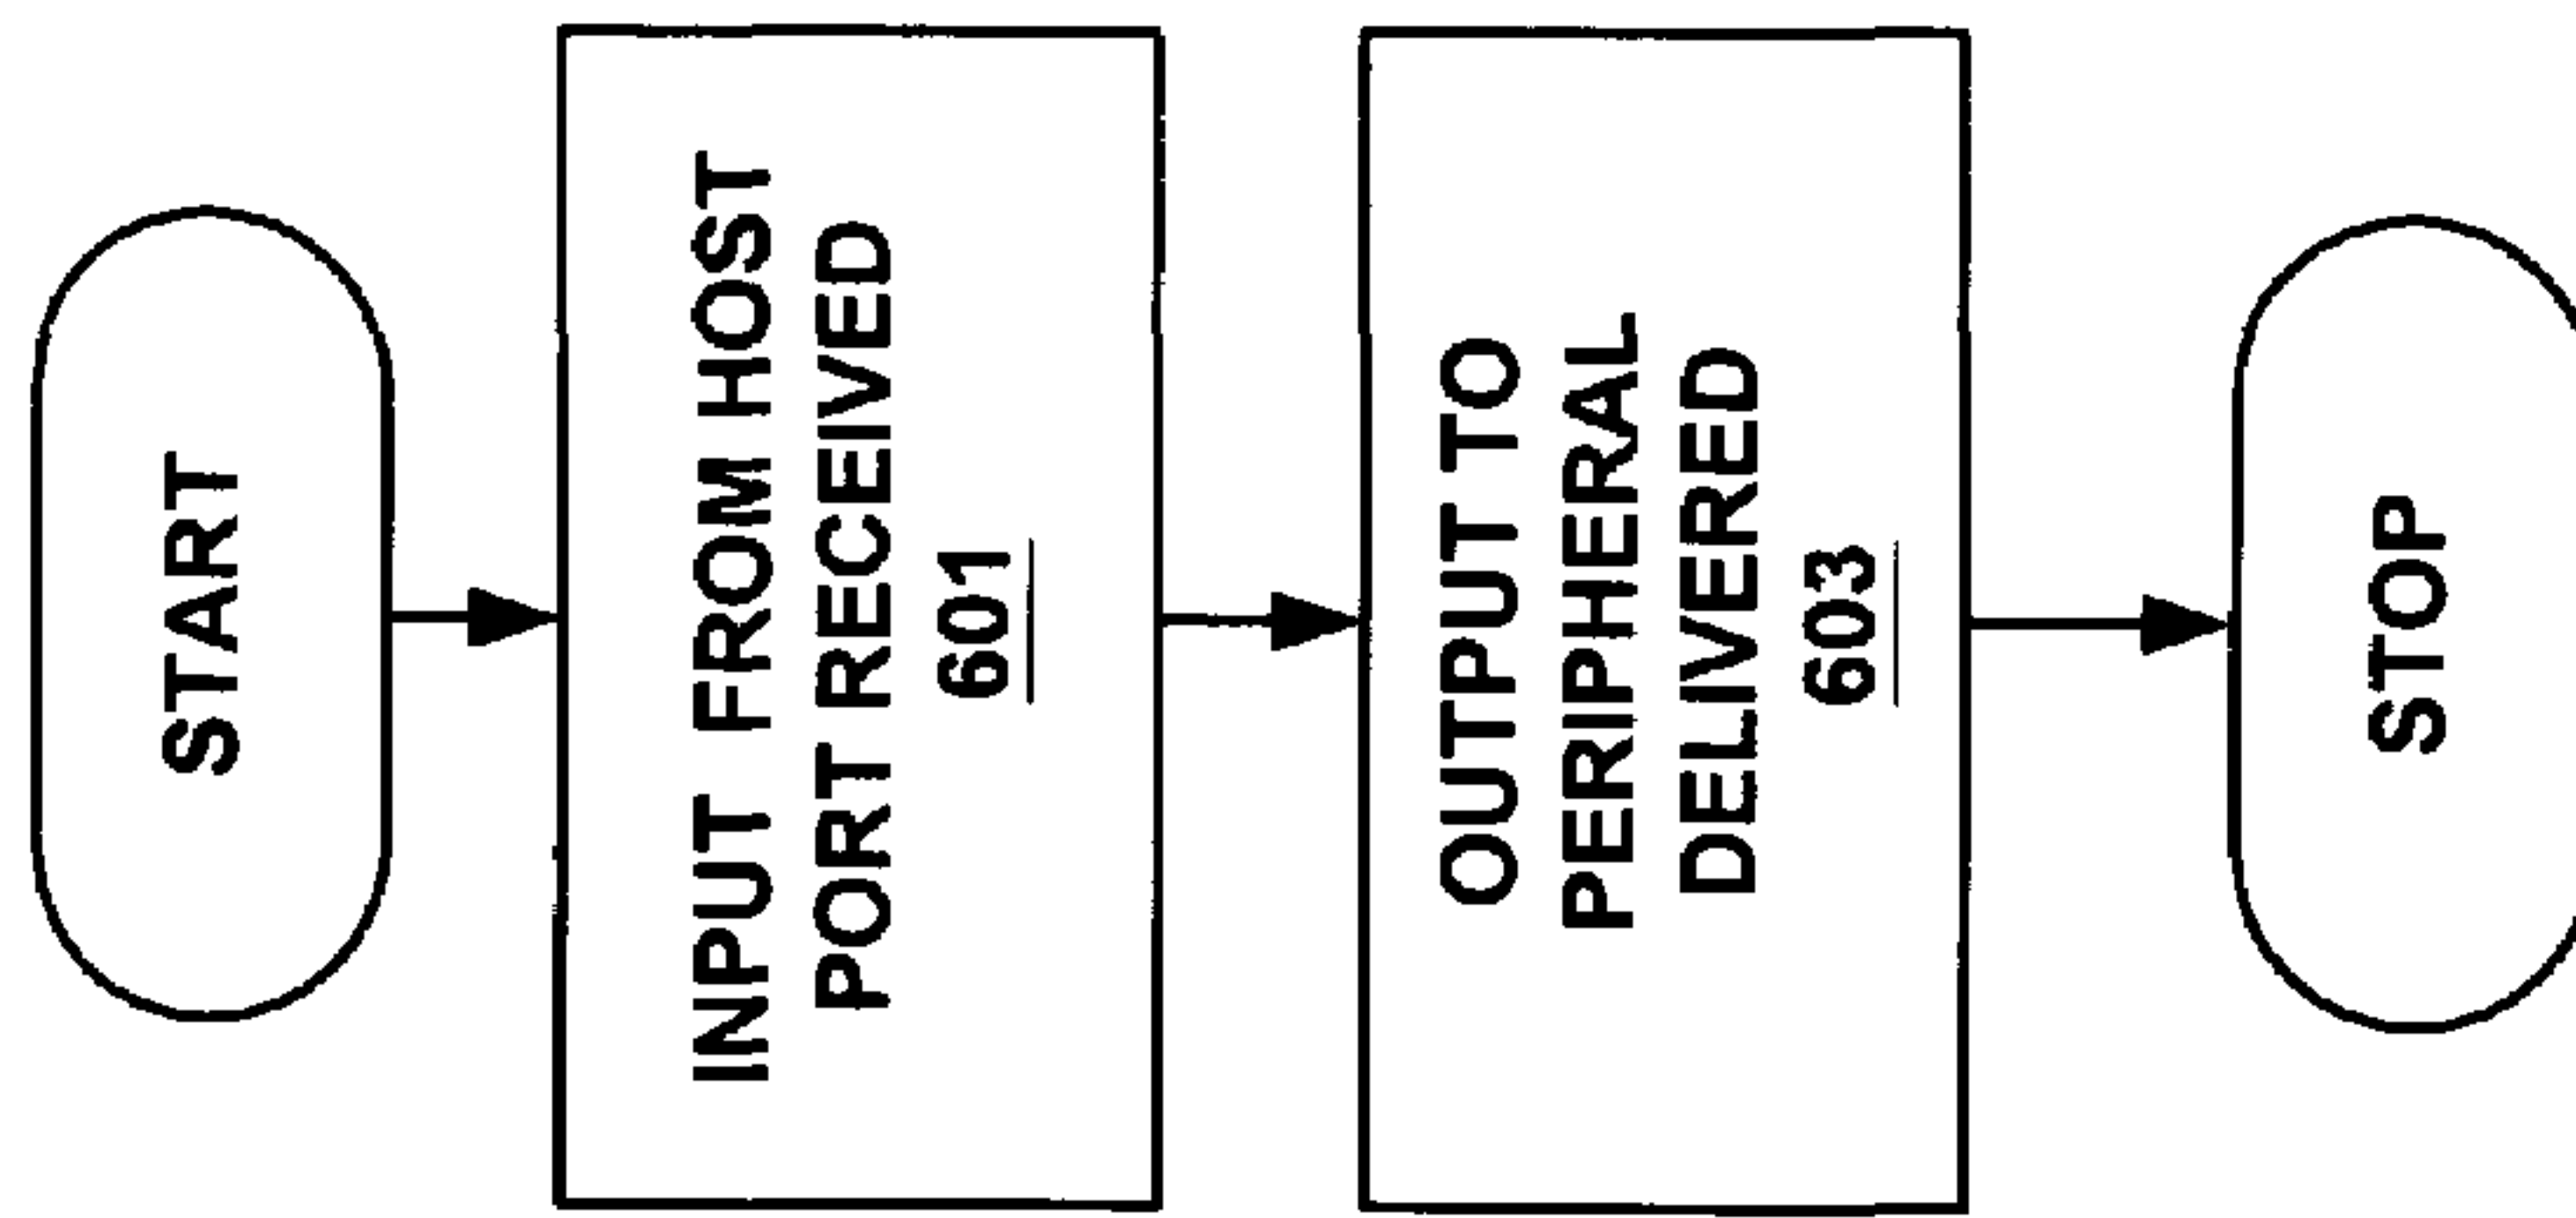 START
INPUT FROM HOST
PORT RECEIVED
601
OUTPUT TO
PERIPHERAL
DELIVERED
603
STOP